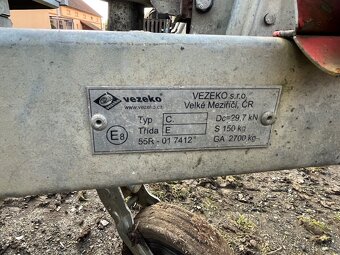 vezeko VEZEKO s.r.o.
www.vezeko.cz Velké Meziříčí, ČR
Typ C. Dc=29,7 kN
Třída E S 150 kg
E8 55R - 01 7412 GA 2700 kg